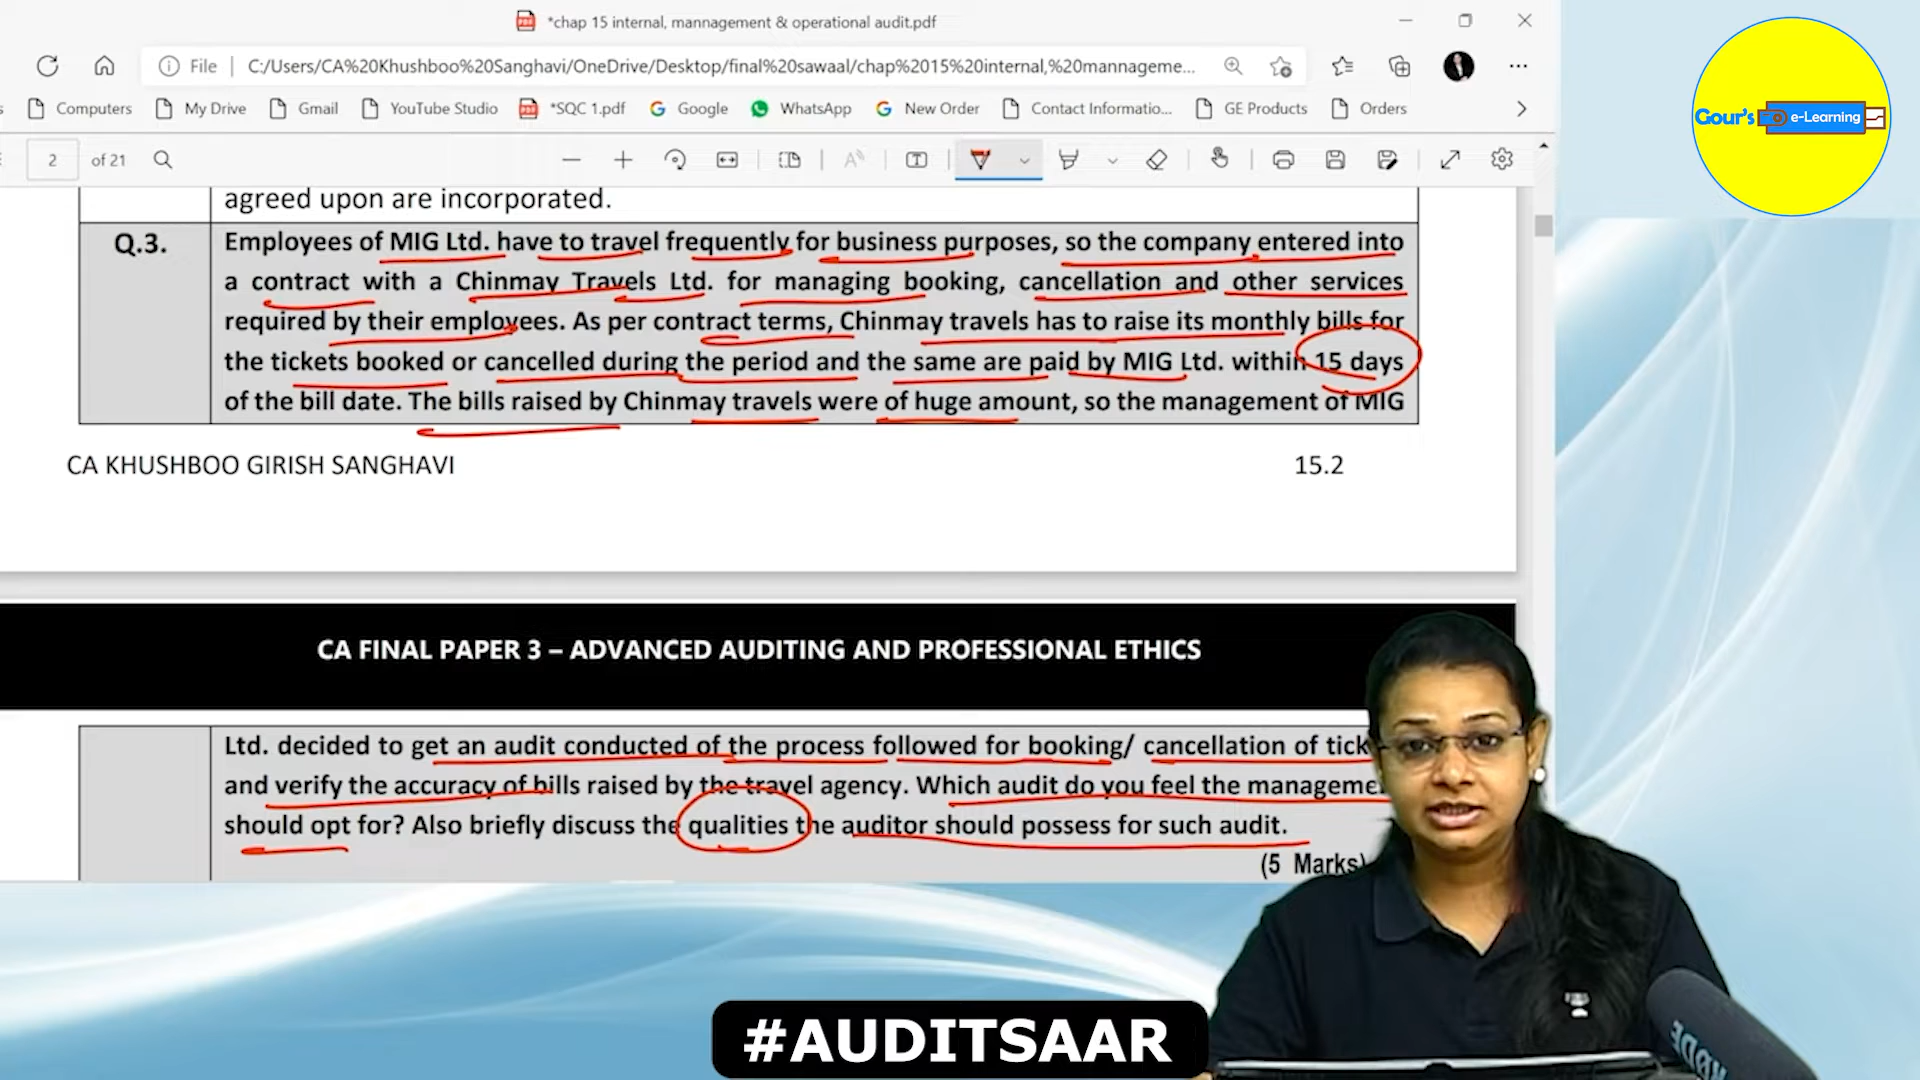 *chap 15 internal, mannagement & operational audit.pdf
File C:/Users/CA%20Khushboo%20Sanghavi/OneDrive/Desktop/final%20sawaal/chap%2015%20internal,%20mannageme...
s Computers My Drive Gmail YouTube Studio *SQC 1.pdf Google WhatsApp New Order Contact Informatio... GE Products Orders
2 of 21
Gour's e-Learning
agreed upon are incorporated.
Q.3. Employees of MIG Ltd. have to travel frequently for business purposes, so the company entered into
a contract with a Chinmay Travels Ltd. for managing booking, cancellation and other services
required by their employees. As per contract terms, Chinmay travels has to raise its monthly bills for
the tickets booked or cancelled during the period and the same are paid by MIG Ltd. within 15 days
of the bill date. The bills raised by Chinmay travels were of huge amount, so the management of MIG
CA KHUSHBOO GIRISH SANGHAVI 15.2
CA FINAL PAPER 3 – ADVANCED AUDITING AND PROFESSIONAL ETHICS
Ltd. decided to get an audit conducted of the process followed for booking/ cancellation of tick
and verify the accuracy of bills raised by the travel agency. Which audit do you feel the manageme
should opt for? Also briefly discuss the qualities the auditor should possess for such audit.
(5 Marks)
#AUDITSAAR